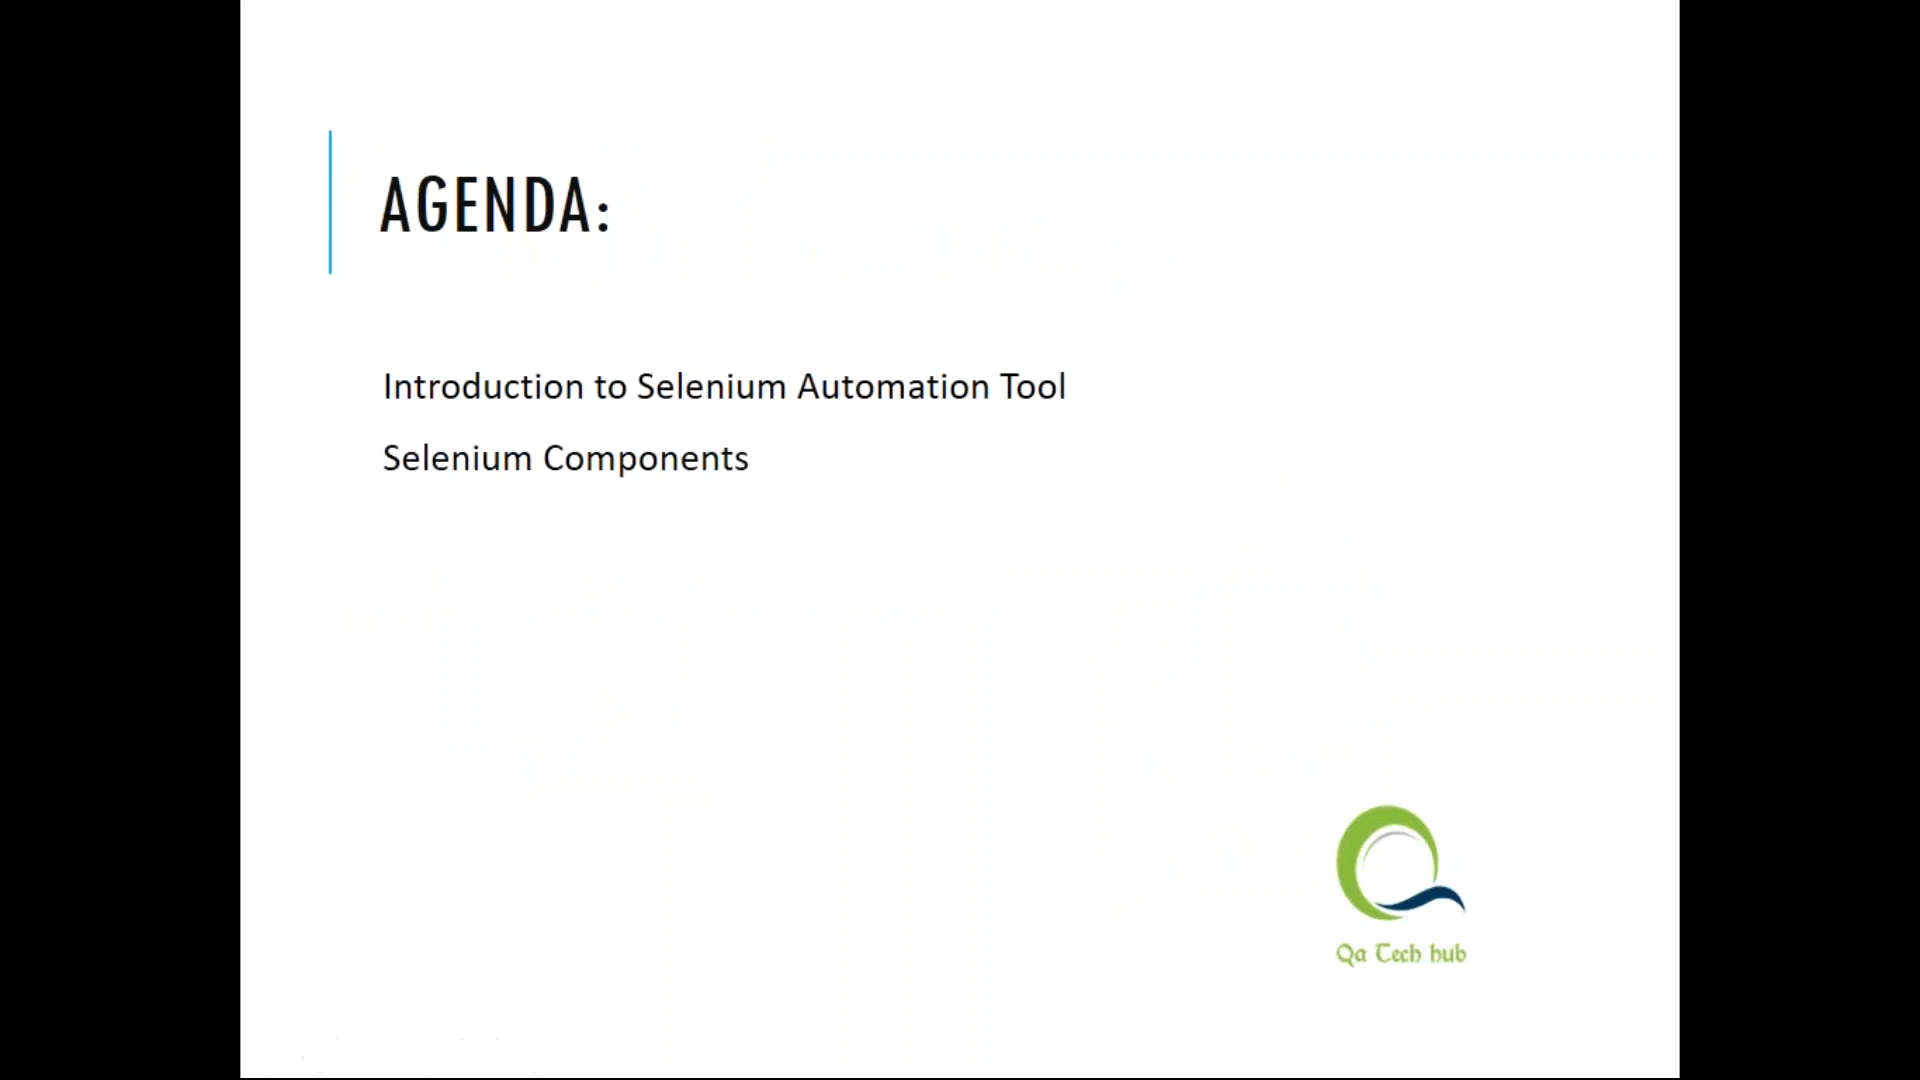 AGENDA:
Introduction to Selenium Automation Tool
Selenium Components
Qa Tech hub